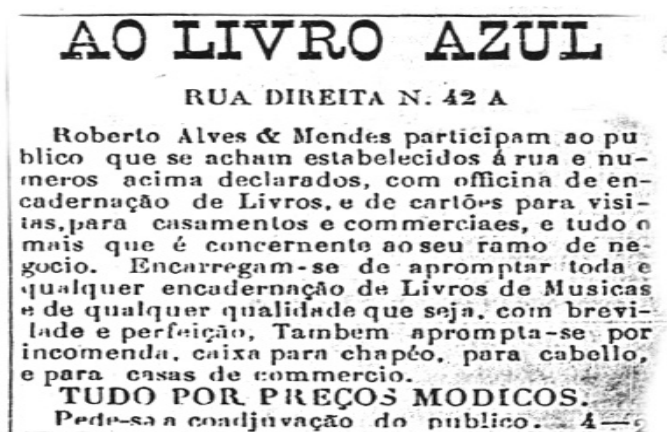 AO LIVRO AZUL
RUA DIREITA N. 42 A
Roberto Alves & Mendes participam ao pu
blico que se acham estabelecidos á rua e nu-
meros acima declarados, com officina de en-
cadernação de Livros, e de cartões para visi-
tas, para casamentos e commerciaes, e tudo o
mais que é concernente ao seu ramo de ne-
gocio. Encarregam-se de apromptar toda e
qualquer encadernação de Livros de Musicas
e de qualquer qualidade que seja, com brevi-
dade e perfeição, Tambem aprompta-se por
incomenda, caixa para chapéo, para cabello,
e para casas de commercio.
TUDO POR PREÇOS MODICOS.
Pede-sa a coadjuvação do publico. 4—